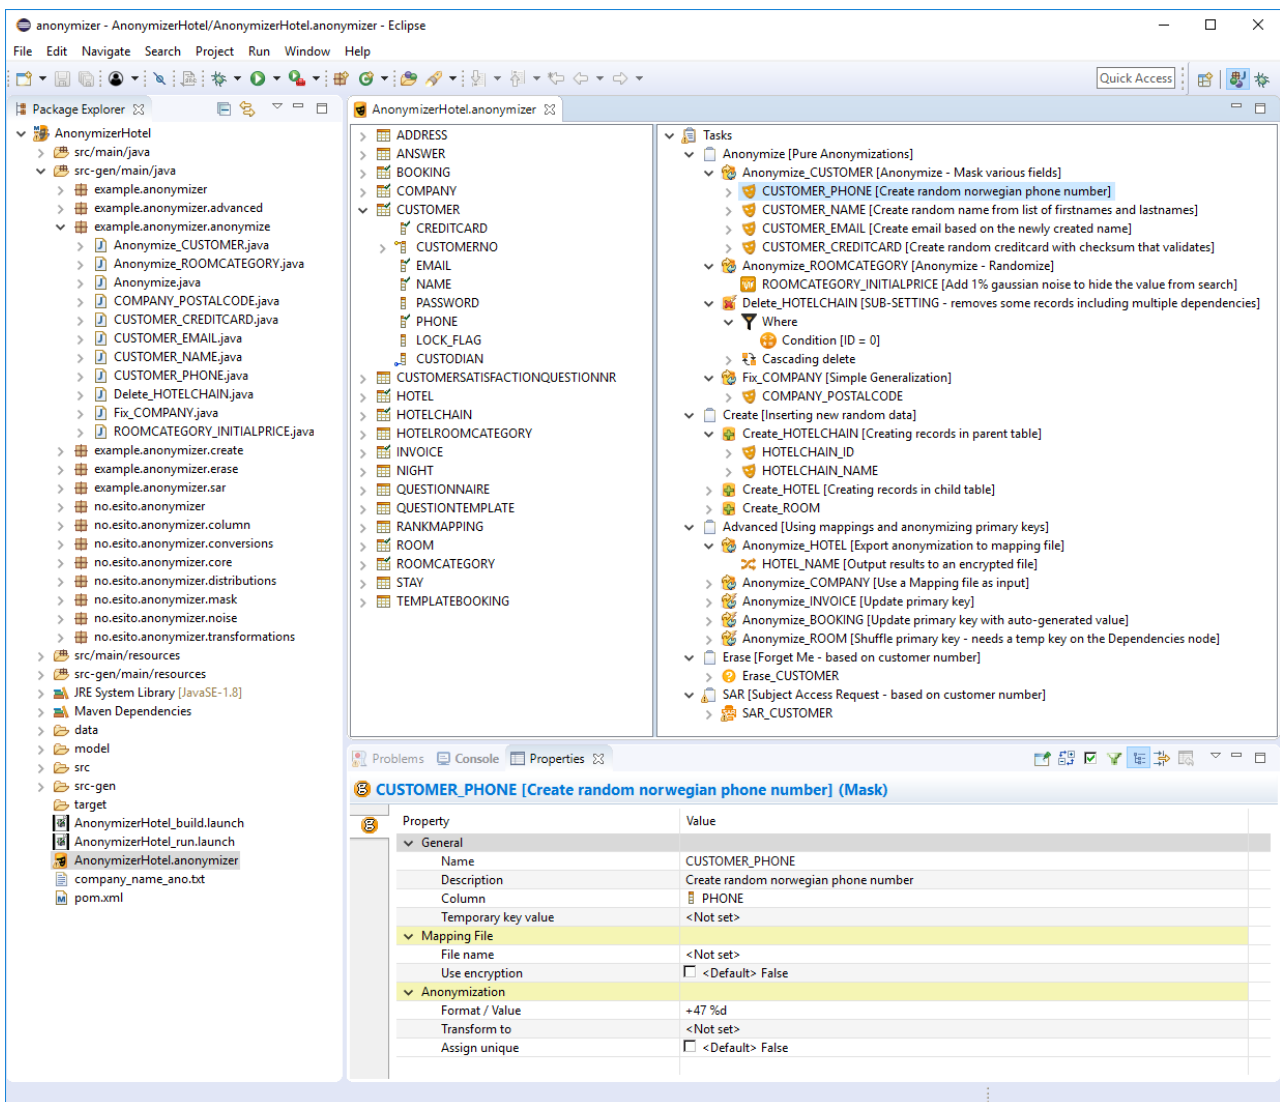 anonymizer - AnonymizerHotel/AnonymizerHotel.anonymizer - Eclipse
File Edit Navigate Search Project Run Window Help
Quick Access
Package Explorer
AnonymizerHotel
src/main/java
src-gen/main/java
example.anonymizer
example.anonymizer.advanced
example.anonymizer.anonymize
Anonymize_CUSTOMER.java
Anonymize_ROOMCATEGORY.java
Anonymize.java
COMPANY_POSTALCODE.java
CUSTOMER_CREDITCARD.java
CUSTOMER_EMAIL.java
CUSTOMER_NAME.java
CUSTOMER_PHONE.java
Delete_HOTELCHAIN.java
Fix_COMPANY.java
ROOMCATEGORY_INITIALPRICE.java
example.anonymizer.create
example.anonymizer.erase
example.anonymizer.sar
no.esito.anonymizer
no.esito.anonymizer.column
no.esito.anonymizer.conversions
no.esito.anonymizer.core
no.esito.anonymizer.distributions
no.esito.anonymizer.mask
no.esito.anonymizer.noise
no.esito.anonymizer.transformations
src/main/resources
src-gen/main/resources
JRE System Library [JavaSE-1.8]
Maven Dependencies
data
model
src
src-gen
target
AnonymizerHotel_build.launch
AnonymizerHotel_run.launch
AnonymizerHotel.anonymizer
company_name_ano.txt
pom.xml
AnonymizerHotel.anonymizer
ADDRESS
ANSWER
BOOKING
COMPANY
CUSTOMER
CREDITCARD
CUSTOMERNO
EMAIL
NAME
PASSWORD
PHONE
LOCK_FLAG
CUSTODIAN
CUSTOMERSATISFACTIONQUESTIONNR
HOTEL
HOTELCHAIN
HOTELROOMCATEGORY
INVOICE
NIGHT
QUESTIONNAIRE
QUESTIONTEMPLATE
RANKMAPPING
ROOM
ROOMCATEGORY
STAY
TEMPLATEBOOKING
Tasks
Anonymize [Pure Anonymizations]
Anonymize_CUSTOMER [Anonymize - Mask various fields]
CUSTOMER_PHONE [Create random norwegian phone number]
CUSTOMER_NAME [Create random name from list of firstnames and lastnames]
CUSTOMER_EMAIL [Create email based on the newly created name]
CUSTOMER_CREDITCARD [Create random creditcard with checksum that validates]
Anonymize_ROOMCATEGORY [Anonymize - Randomize]
ROOMCATEGORY_INITIALPRICE [Add 1% gaussian noise to hide the value from search]
Delete_HOTELCHAIN [SUB-SETTING - removes some records including multiple dependencies]
Where
Condition [ID = 0]
Cascading delete
Fix_COMPANY [Simple Generalization]
COMPANY_POSTALCODE
Create [Inserting new random data]
Create_HOTELCHAIN [Creating records in parent table]
HOTELCHAIN_ID
HOTELCHAIN_NAME
Create_HOTEL [Creating records in child table]
Create_ROOM
Advanced [Using mappings and anonymizing primary keys]
Anonymize_HOTEL [Export anonymization to mapping file]
HOTEL_NAME [Output results to an encrypted file]
Anonymize_COMPANY [Use a Mapping file as input]
Anonymize_INVOICE [Update primary key]
Anonymize_BOOKING [Update primary key with auto-generated value]
Anonymize_ROOM [Shuffle primary key - needs a temp key on the Dependencies node]
Erase [Forget Me - based on customer number]
Erase_CUSTOMER
SAR [Subject Access Request - based on customer number]
SAR_CUSTOMER
Problems Console Properties
CUSTOMER_PHONE [Create random norwegian phone number] (Mask)
Property Value
General
Name CUSTOMER_PHONE
Description Create random norwegian phone number
Column PHONE
Temporary key value <Not set>
Mapping File
File name <Not set>
Use encryption <Default> False
Anonymization
Format / Value +47 %d
Transform to <Not set>
Assign unique <Default> False